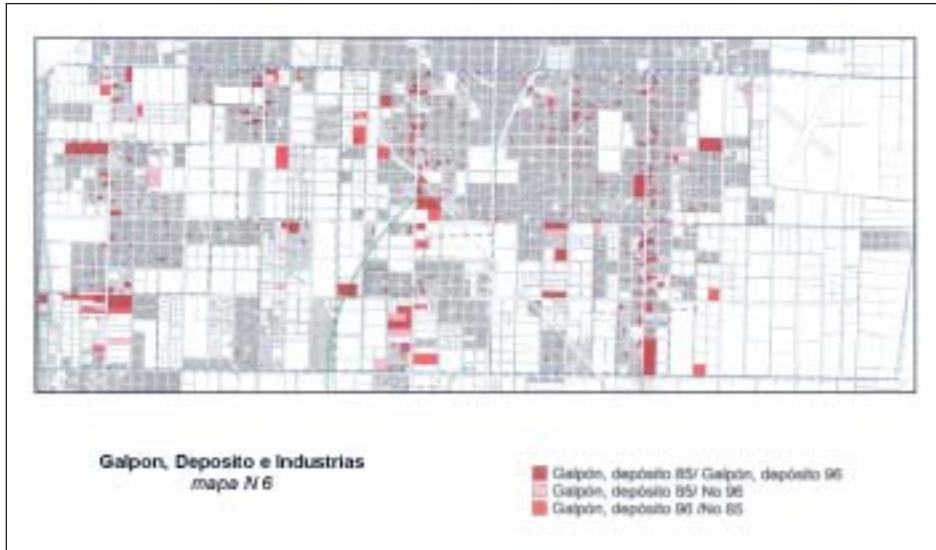 Galpon, Deposito e Industrias
mapa N 6
Galpón, depósito 85/ Galpón, depósito 96
Galpón, depósito 85/ No 96
Galpón, depósito 96 /No 85